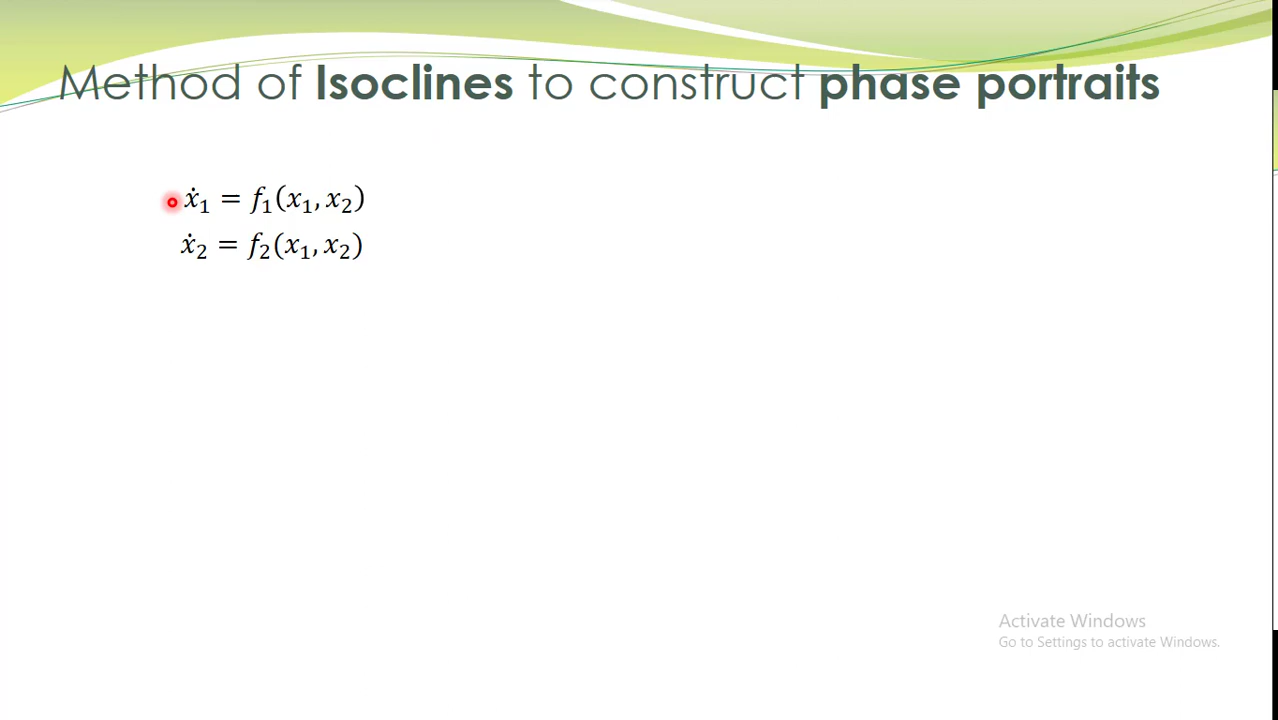 Method of Isoclines to construct phase portraits
ẋ₁ = f₁(x₁, x₂)
ẋ₂ = f₂(x₁, x₂)
Activate Windows
Go to Settings to activate Windows.